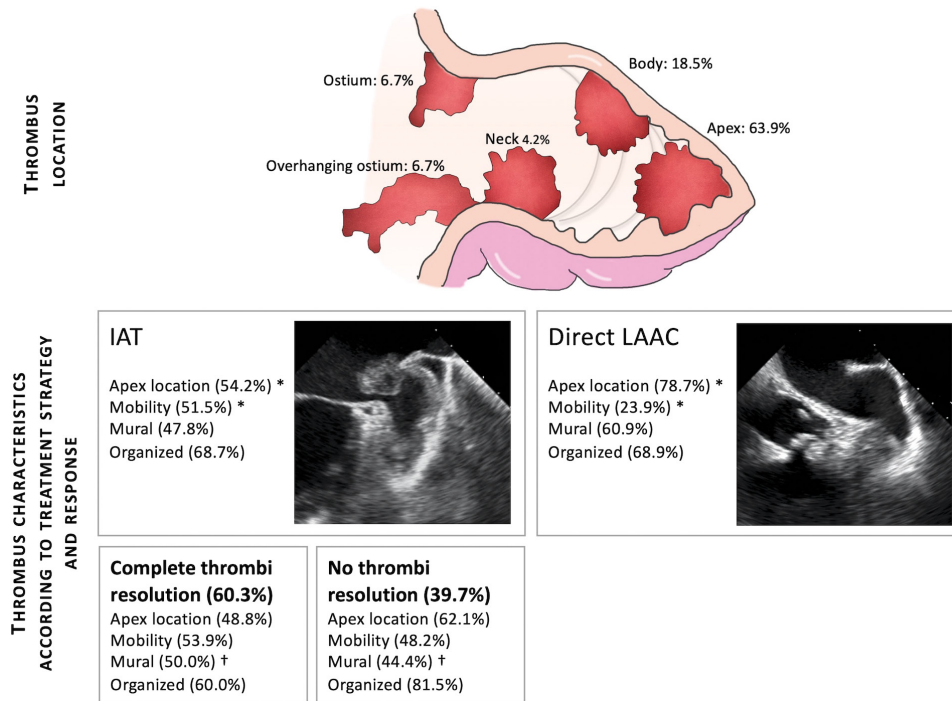 THROMBUS
LOCATION
Ostium: 6.7%
Body: 18.5%
Neck 4.2%
Apex: 63.9%
Overhanging ostium: 6.7%
THROMBUS CHARACTERISTICS
ACCORDING TO TREATMENT STRATEGY
AND RESPONSE
IAT
Apex location (54.2%) *
Mobility (51.5%) *
Mural (47.8%)
Organized (68.7%)
Direct LAAC
Apex location (78.7%) *
Mobility (23.9%) *
Mural (60.9%)
Organized (68.9%)
Complete thrombi
resolution (60.3%)
Apex location (48.8%)
Mobility (53.9%)
Mural (50.0%) †
Organized (60.0%)
No thrombi
resolution (39.7%)
Apex location (62.1%)
Mobility (48.2%)
Mural (44.4%) †
Organized (81.5%)